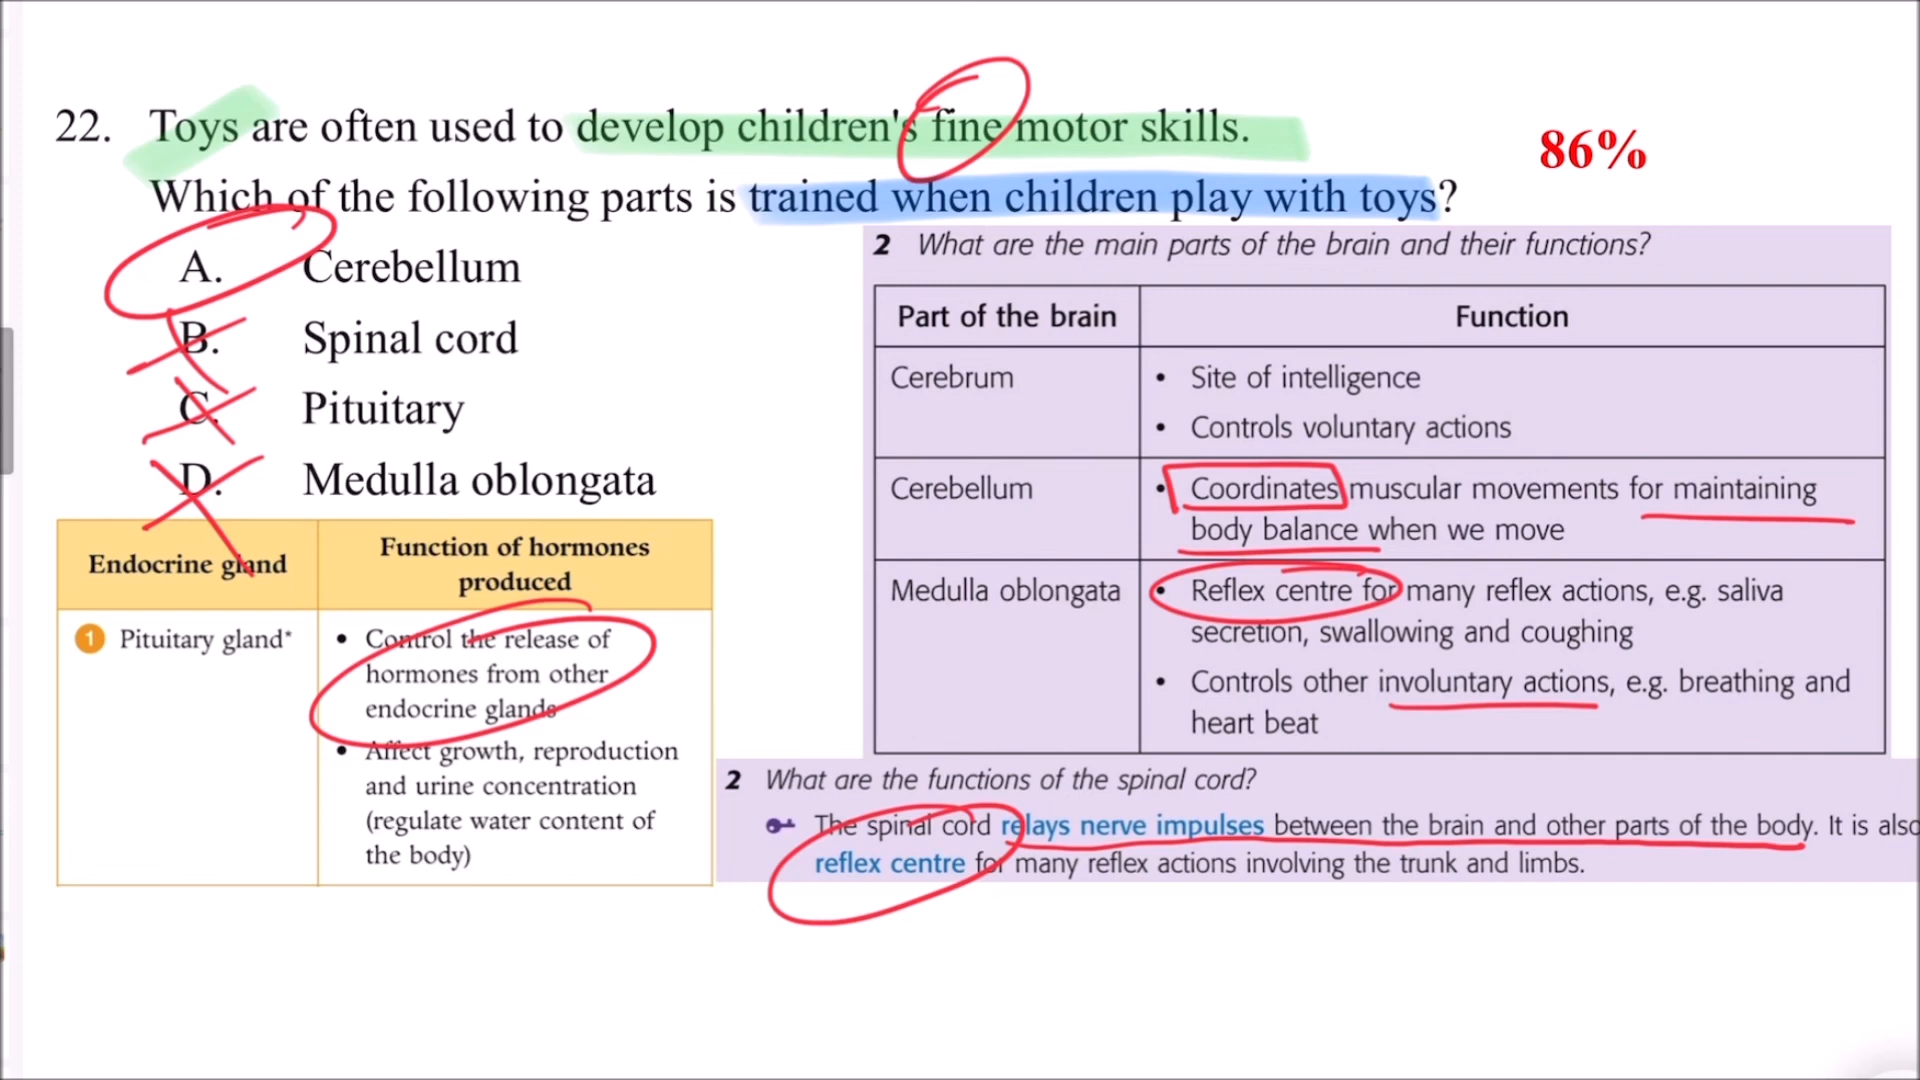 22. Toys are often used to develop children's fine motor skills.
86%
Which of the following parts is trained when children play with toys?
A. Cerebellum
B. Spinal cord
C. Pituitary
D. Medulla oblongata
2 What are the main parts of the brain and their functions?
Part of the brain Function
Cerebrum • Site of intelligence
• Controls voluntary actions
Cerebellum • Coordinates muscular movements for maintaining
body balance when we move
Medulla oblongata • Reflex centre for many reflex actions, e.g. saliva
secretion, swallowing and coughing
• Controls other involuntary actions, e.g. breathing and
heart beat
Endocrine gland Function of hormones
produced
1 Pituitary gland* • Control the release of
hormones from other
endocrine glands
• Affect growth, reproduction
and urine concentration
(regulate water content of
the body)
2 What are the functions of the spinal cord?
The spinal cord relays nerve impulses between the brain and other parts of the body. It is also
reflex centre for many reflex actions involving the trunk and limbs.